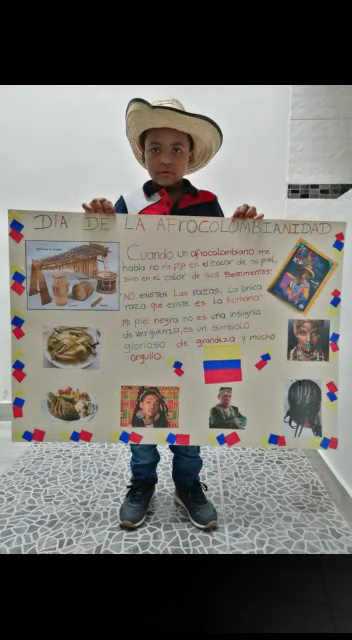 DIA DE LA AFROCOLOMBIANIDAD
Cuando un afrocolombiano me
habla no me fijo en el color de su piel,
sino en el color de sus sentimientos.
"NO EXISTEN LAS razas, La única
raza que existe es la humana".
Mi piel negra no es una insignia
de vergüenza, es un símbolo
glorioso de grandeza y mucho
orgullo.